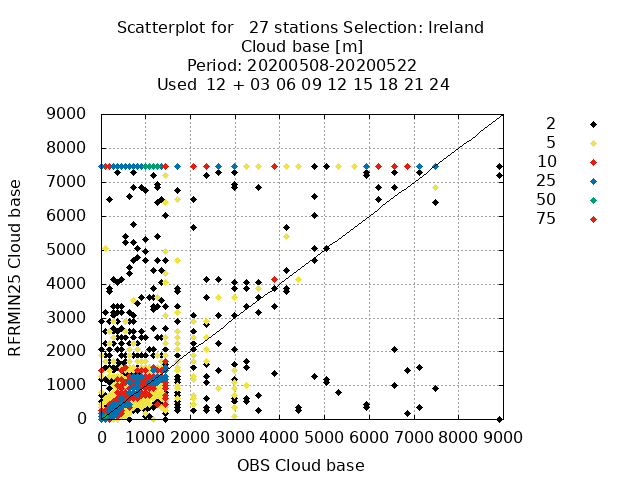 Scatterplot for   27 stations Selection: Ireland
Cloud base [m]
Period: 20200508-20200522
Used  12 + 03 06 09 12 15 18 21 24
9000
8000
7000
6000
5000
4000
3000
2000
1000
0
RFRMIN25 Cloud base
0 1000 2000 3000 4000 5000 6000 7000 8000 9000
OBS Cloud base
2
5
10
25
50
75